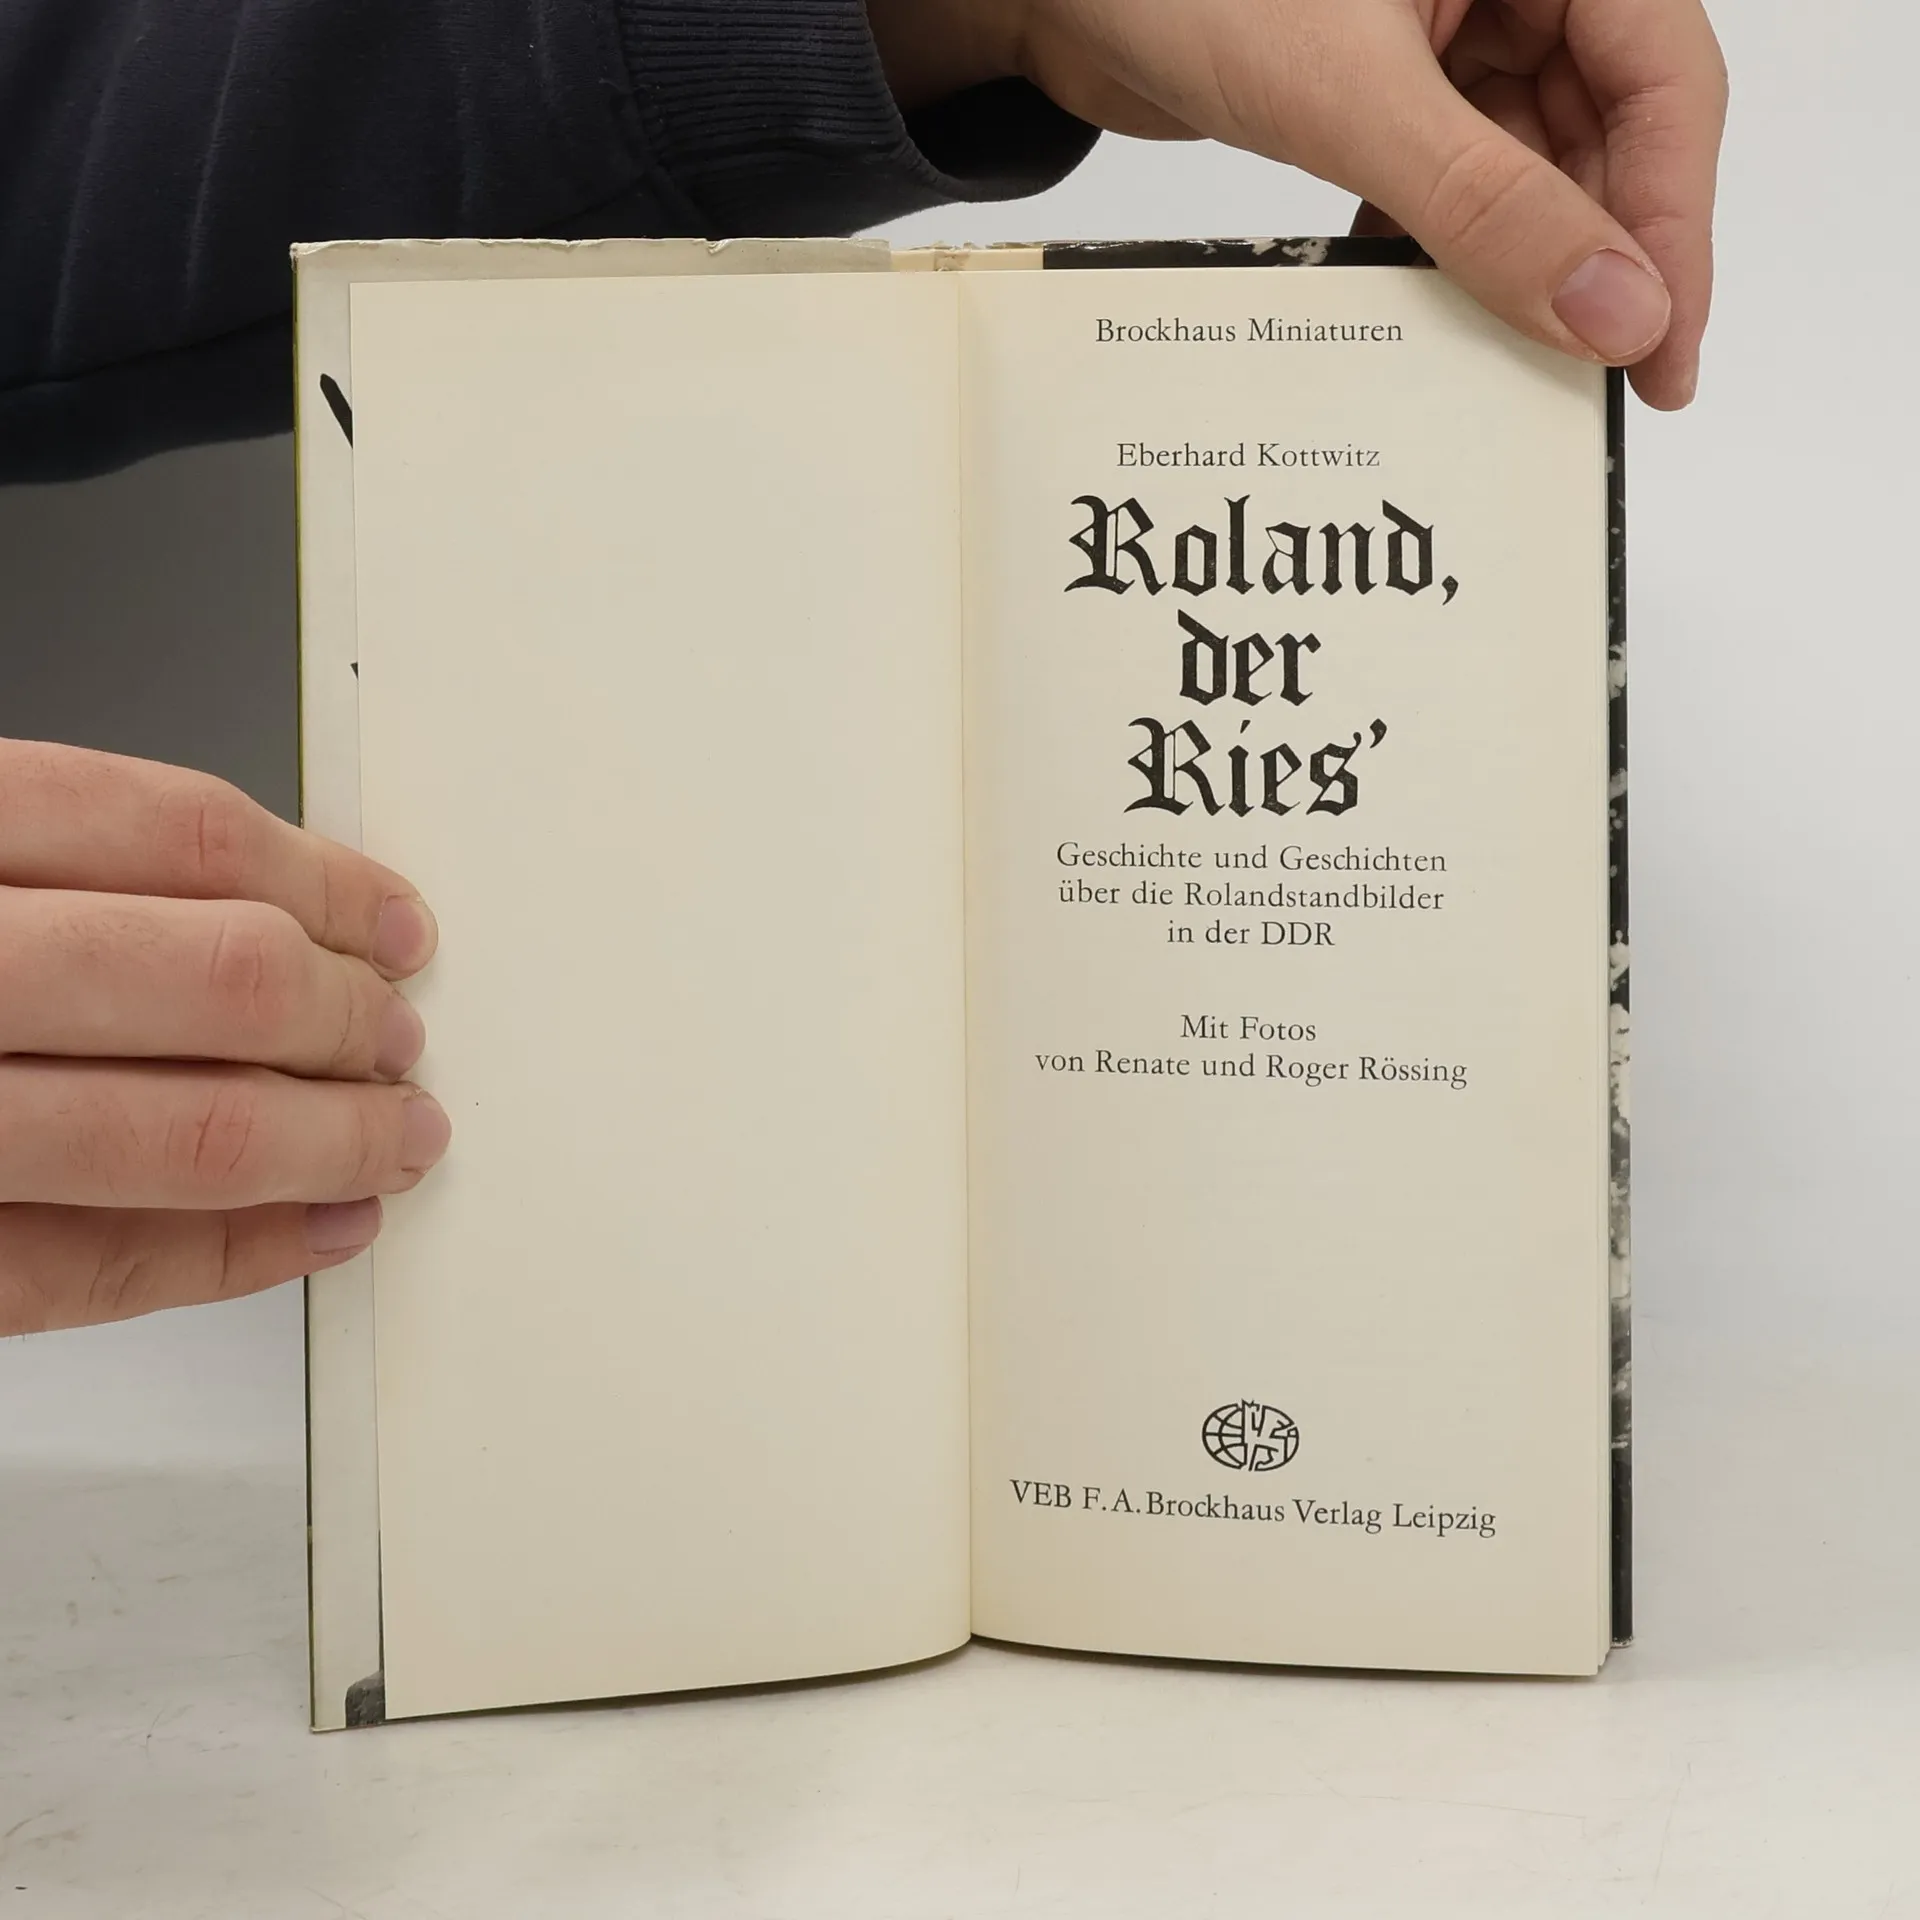 Brockhaus Miniaturen
Eberhard Kottwitz
Roland,
der
Ries'
Geschichte und Geschichten
über die Rolandstandbilder
in der DDR
Mit Fotos
von Renate und Roger Rössing
VEB F. A. Brockhaus Verlag Leipzig